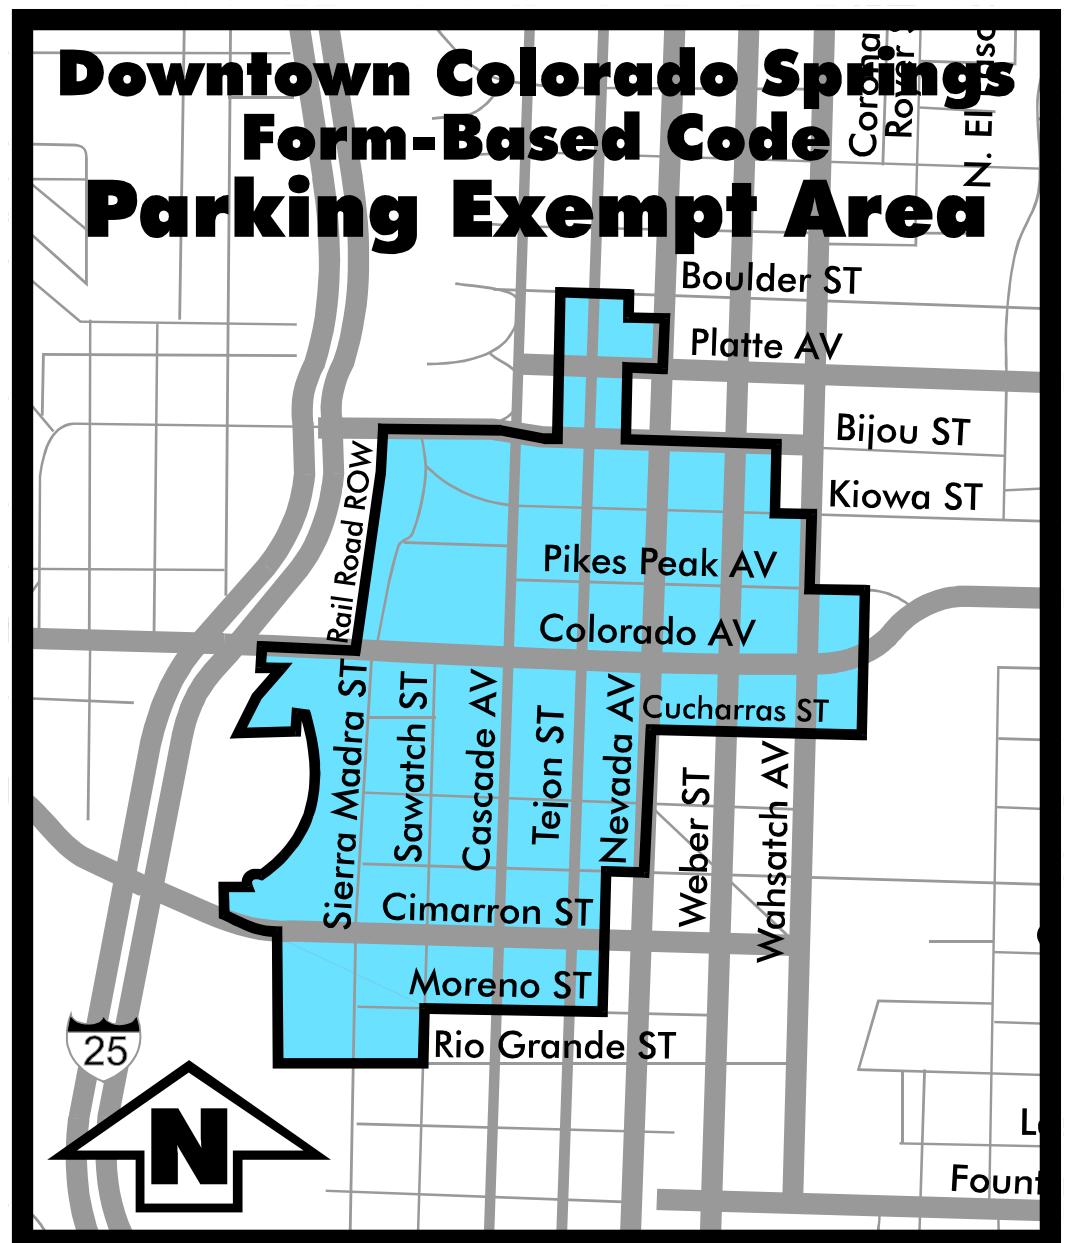 Downtown Colorado Springs
Form-Based Code
Parking Exempt Area
N. El
Boulder ST
Platte AV
Bijou ST
Kiowa ST
Rail Road ROW
Pikes Peak AV
Colorado AV
Cucharras ST
Sierra Madra ST
Sawatch ST
Cascade AV
Tejon ST
Nevada AV
Weber ST
Wahsatch AV
Cimarron ST
Moreno ST
Rio Grande ST
25
N